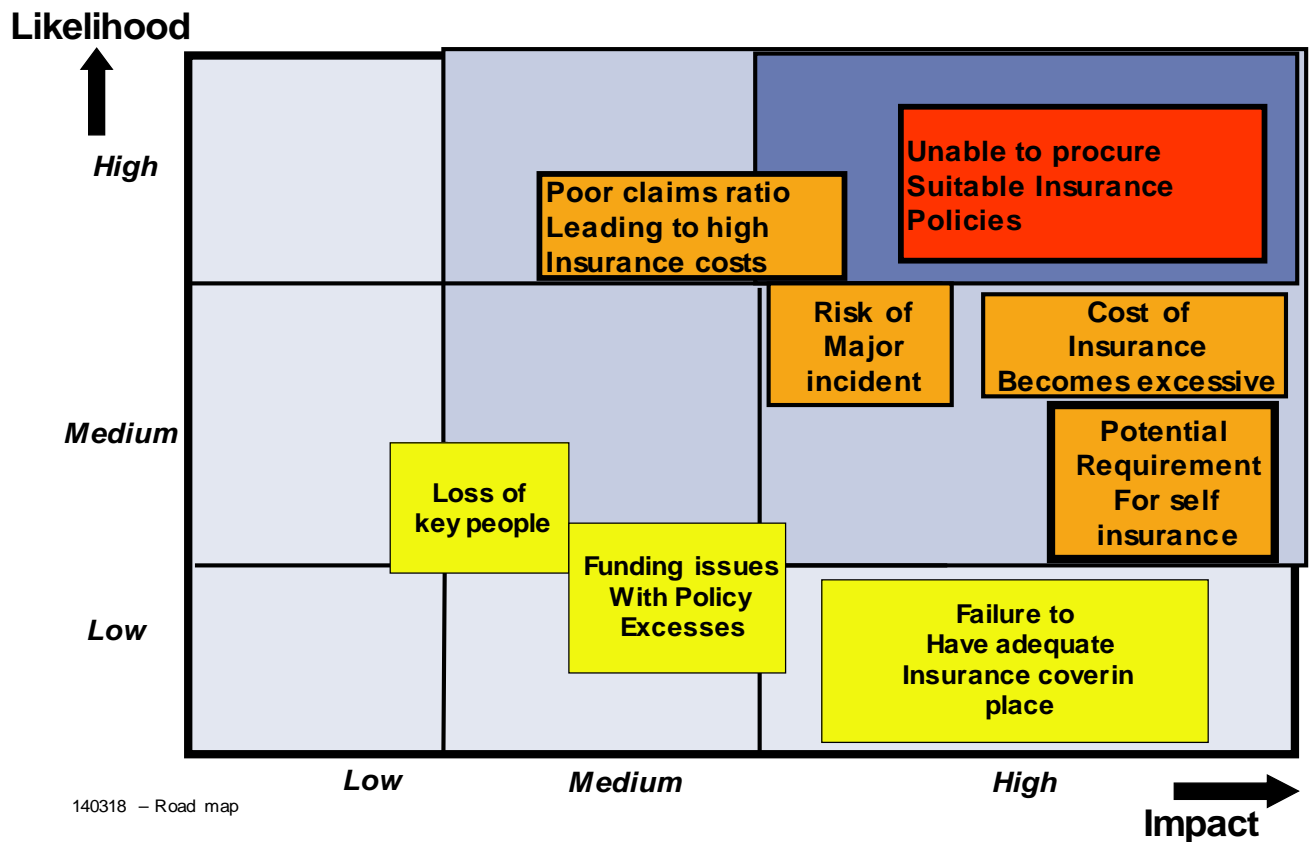 Likelihood
High
Unable to procure
Suitable Insurance
Policies
Poor claims ratio
Leading to high
Insurance costs
Risk of
Major
incident
Cost of
Insurance
Becomes excessive
Medium
Potential
Requirement
For self
insurance
Loss of
key people
Funding issues
With Policy
Excesses
Low
Failure to
Have adequate
Insurance coverin
place
Low
Medium
High
140318 – Road map
Impact